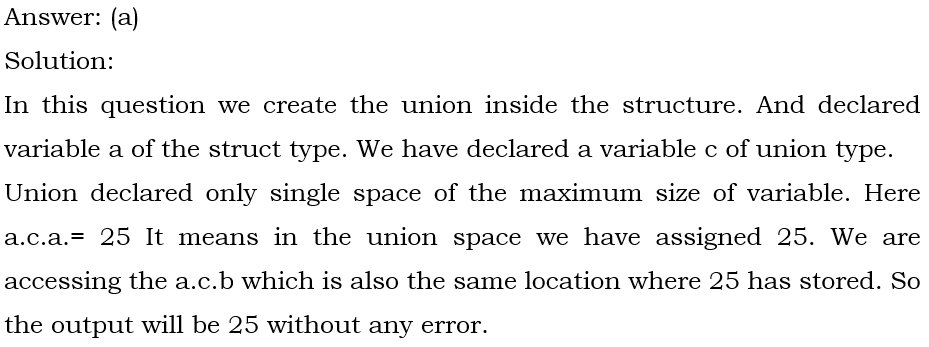 Answer: (a)
Solution:
In this question we create the union inside the structure. And declared
variable a of the struct type. We have declared a variable c of union type.
Union declared only single space of the maximum size of variable. Here
a.c.a.= 25 It means in the union space we have assigned 25. We are
accessing the a.c.b which is also the same location where 25 has stored. So
the output will be 25 without any error.